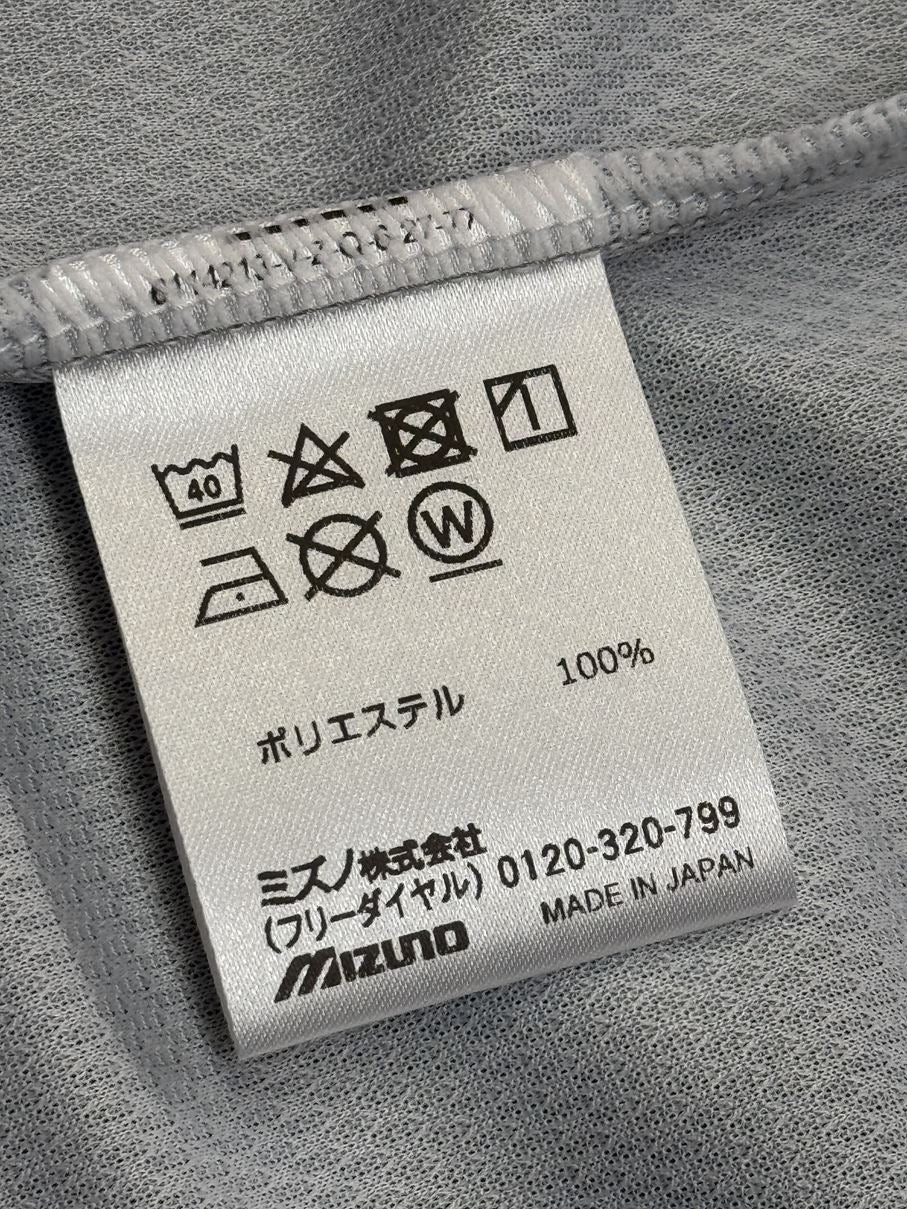 40
W
ポリエステル 100%
ミズノ株式会社
(フリーダイヤル) 0120-320-799
MIZUNO MADE IN JAPAN